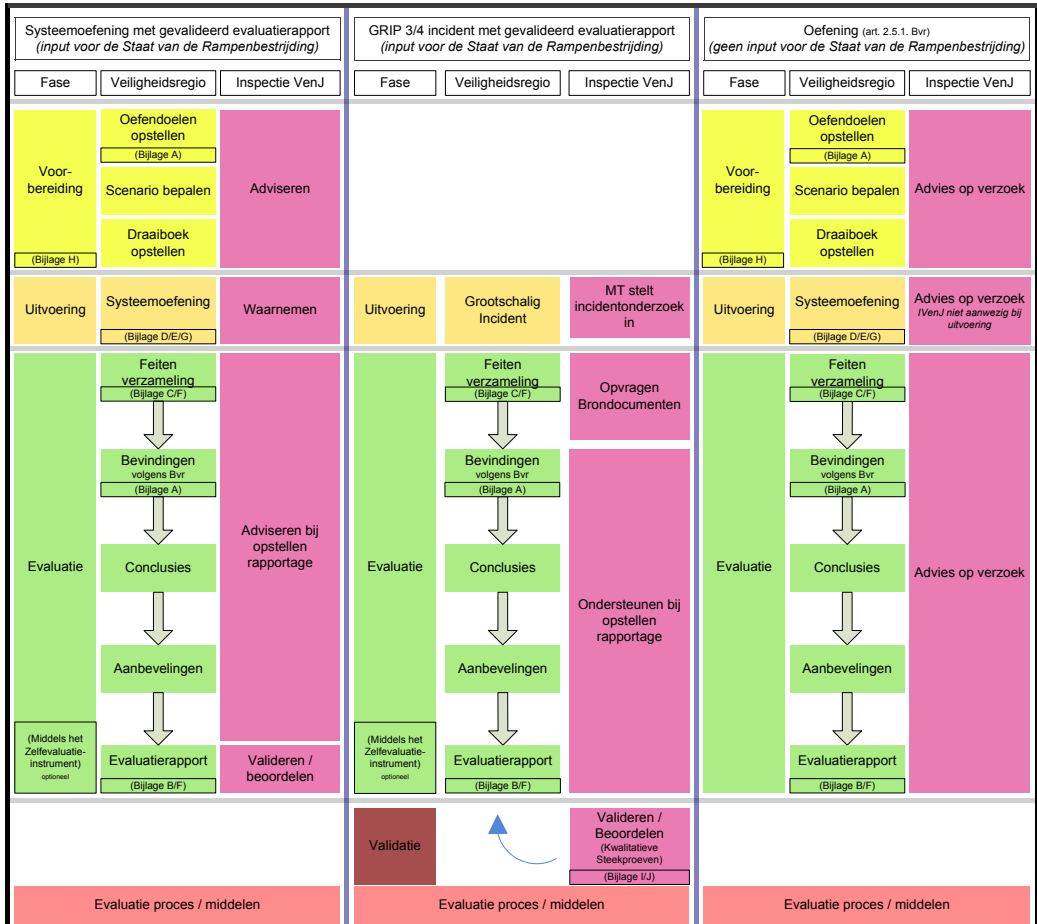 Systeemoefening met gevalideerd evaluatierapport
(input voor de Staat van de Rampenbestrijding)
Fase
Veiligheidsregio
Inspectie VenJ
Voor-
bereiding
(Bijlage H)
Oefendoelen
opstellen
(Bijlage A)
Scenario bepalen
Draaiboek
opstellen
Adviseren
Uitvoering
Systeemoefening
(Bijlage D/E/G)
Waarnemen
Evaluatie
(Middels het
Zelfevaluatie-
instrument)
optioneel
Feiten
verzameling
(Bijlage C/F)
Bevindingen
volgens Bvr
(Bijlage A)
Conclusies
Aanbevelingen
Evaluatierapport
(Bijlage B/F)
Adviseren bij
opstellen
rapportage
Valideren /
beoordelen
Evaluatie proces / middelen
GRIP 3/4 incident met gevalideerd evaluatierapport
(input voor de Staat van de Rampenbestrijding)
Fase
Veiligheidsregio
Inspectie VenJ
Uitvoering
Grootschalig
Incident
MT stelt
incidentonderzoek
in
Evaluatie
(Middels het
Zelfevaluatie-
instrument)
optioneel
Feiten
verzameling
(Bijlage C/F)
Bevindingen
volgens Bvr
(Bijlage A)
Conclusies
Aanbevelingen
Evaluatierapport
(Bijlage B/F)
Opvragen
Brondocumenten
Ondersteunen bij
opstellen
rapportage
Validatie
Valideren /
Beoordelen
(Kwalitatieve
Steekproeven)
(Bijlage I/J)
Evaluatie proces / middelen
Oefening (art. 2.5.1. Bvr)
(geen input voor de Staat van de Rampenbestrijding)
Fase
Veiligheidsregio
Inspectie VenJ
Voor-
bereiding
(Bijlage H)
Oefendoelen
opstellen
(Bijlage A)
Scenario bepalen
Draaiboek
opstellen
Advies op verzoek
Uitvoering
Systeemoefening
(Bijlage D/E/G)
Advies op verzoek
IVenJ niet aanwezig bij
uitvoering
Evaluatie
Feiten
verzameling
(Bijlage C/F)
Bevindingen
volgens Bvr
(Bijlage A)
Conclusies
Aanbevelingen
Evaluatierapport
(Bijlage B/F)
Advies op verzoek
Evaluatie proces / middelen